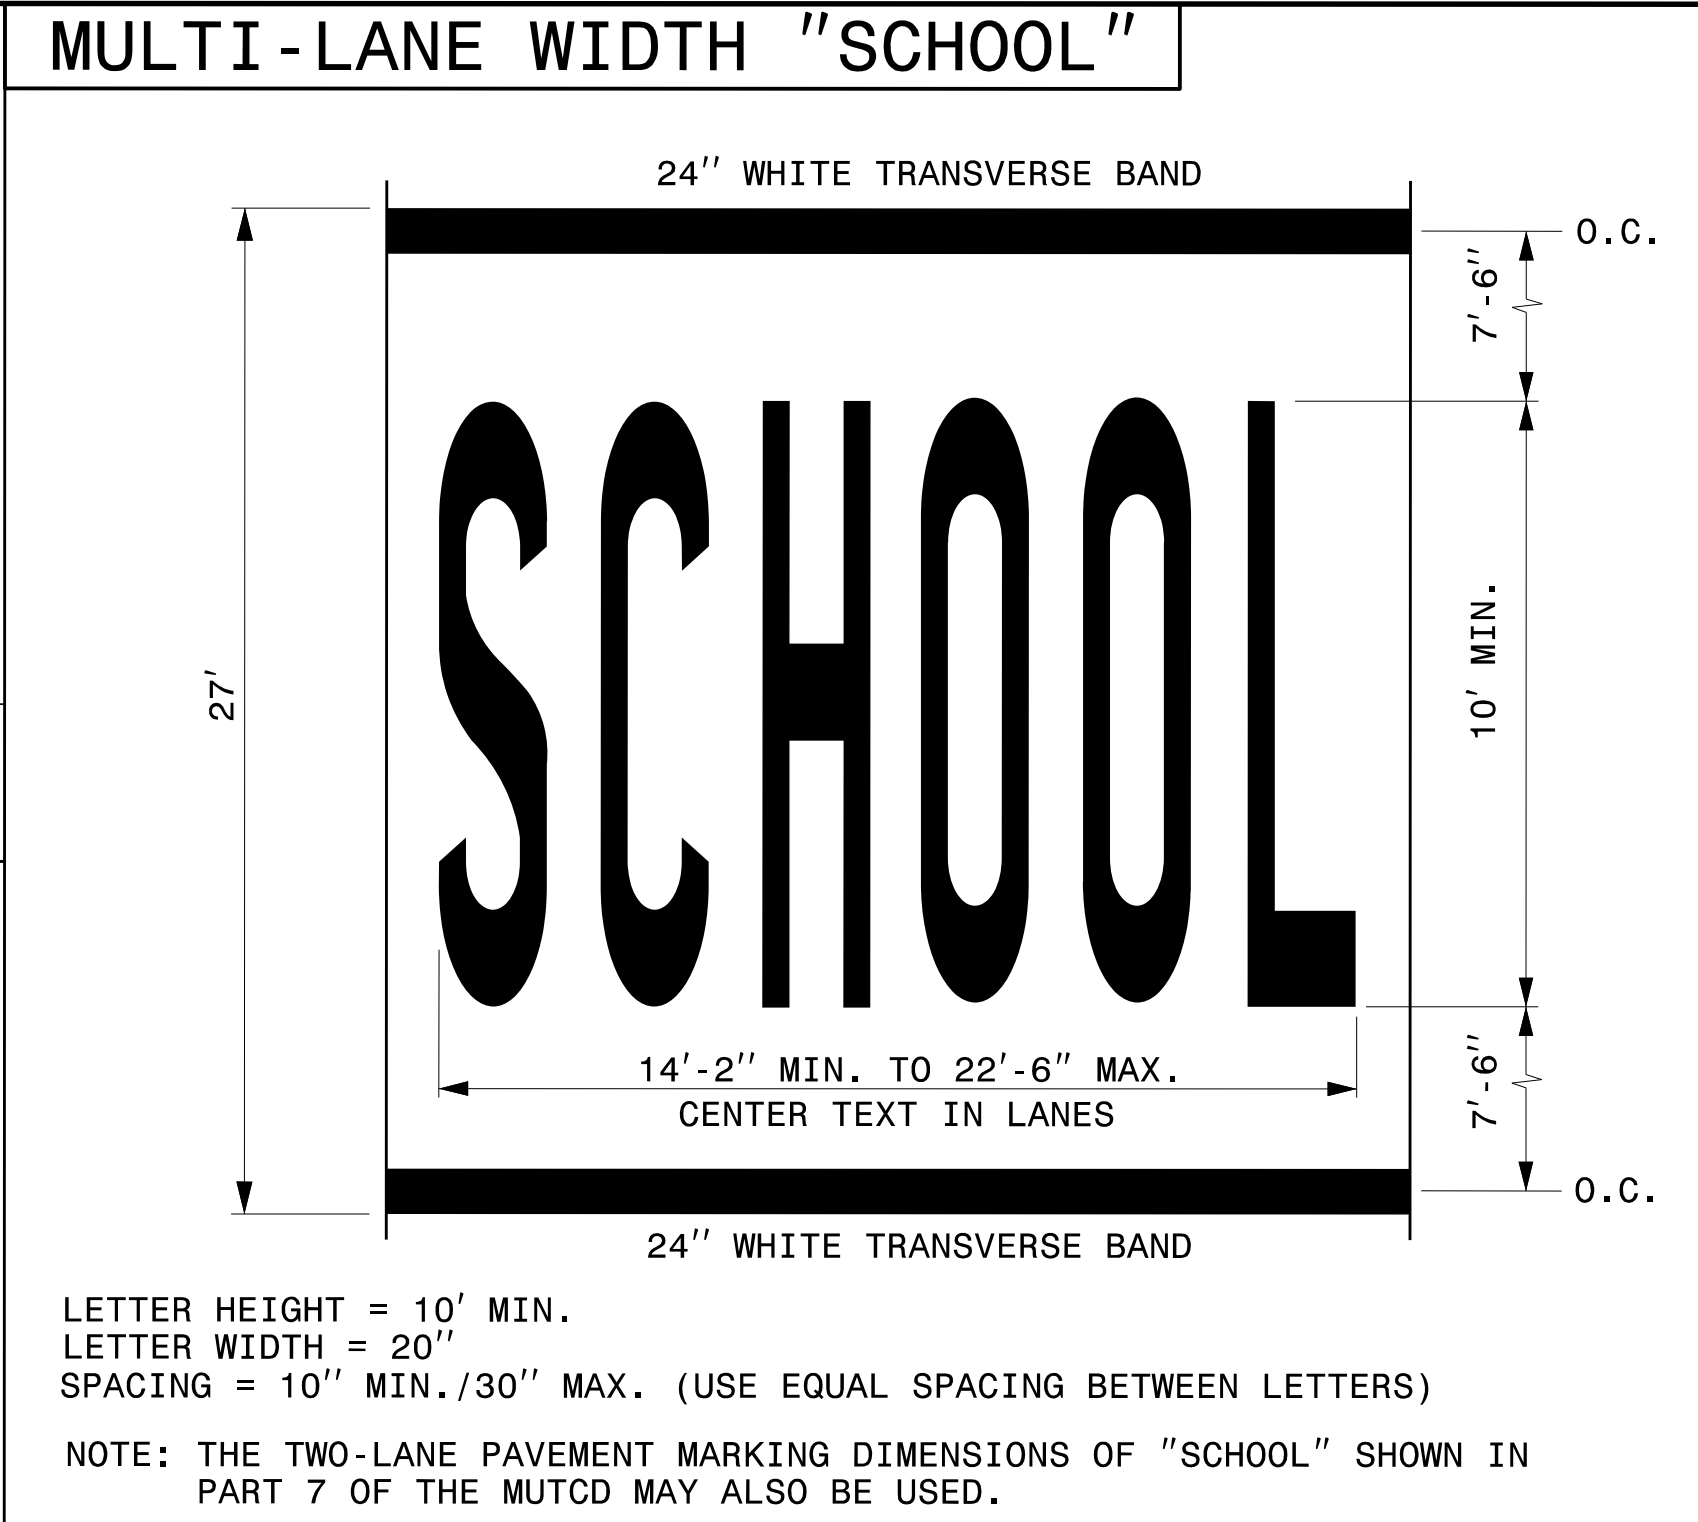 MULTI-LANE WIDTH "SCHOOL"
24" WHITE TRANSVERSE BAND
O.C.
7'-6"
SCHOOL
27'
10' MIN.
14'-2" MIN. TO 22'-6" MAX.
CENTER TEXT IN LANES
7'-6"
O.C.
24" WHITE TRANSVERSE BAND
LETTER HEIGHT = 10' MIN.
LETTER WIDTH = 20"
SPACING = 10" MIN./30" MAX. (USE EQUAL SPACING BETWEEN LETTERS)
NOTE: THE TWO-LANE PAVEMENT MARKING DIMENSIONS OF "SCHOOL" SHOWN IN
PART 7 OF THE MUTCD MAY ALSO BE USED.